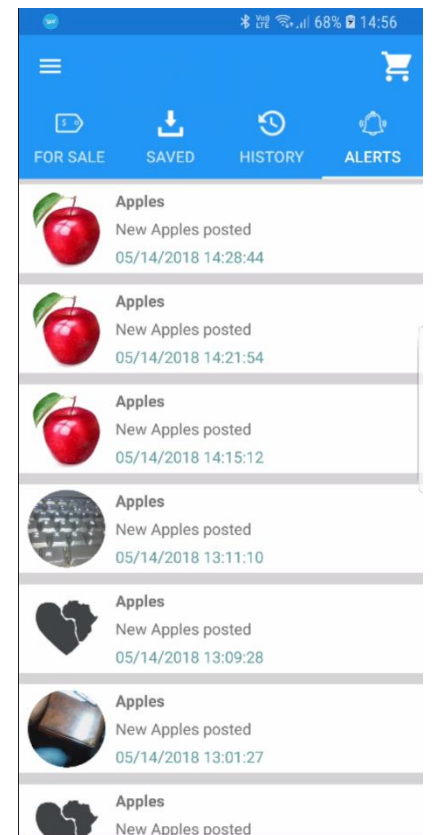 VoO LTE 68% 14:56
FOR SALE SAVED HISTORY ALERTS
Apples
New Apples posted
05/14/2018 14:28:44
Apples
New Apples posted
05/14/2018 14:21:54
Apples
New Apples posted
05/14/2018 14:15:12
Apples
New Apples posted
05/14/2018 13:11:10
Apples
New Apples posted
05/14/2018 13:09:28
Apples
New Apples posted
05/14/2018 13:01:27
Apples
New Apples posted